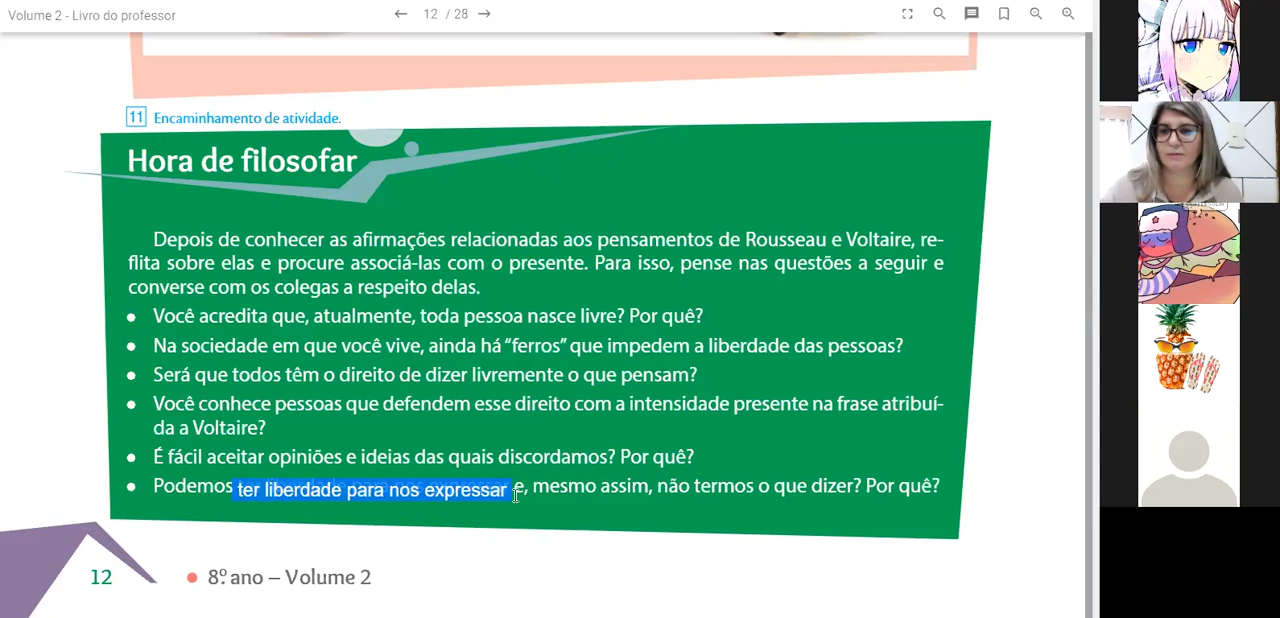 Volume 2 - Livro do professor
12 / 28
11 Encaminhamento de atividade.
Hora de filosofar
Depois de conhecer as afirmações relacionadas aos pensamentos de Rousseau e Voltaire, re-
flita sobre elas e procure associá-las com o presente. Para isso, pense nas questões a seguir e
converse com os colegas a respeito delas.
• Você acredita que, atualmente, toda pessoa nasce livre? Por quê?
• Na sociedade em que você vive, ainda há “ferros” que impedem a liberdade das pessoas?
• Será que todos têm o direito de dizer livremente o que pensam?
• Você conhece pessoas que defendem esse direito com a intensidade presente na frase atribuí-
da a Voltaire?
• É fácil aceitar opiniões e ideias das quais discordamos? Por quê?
• Podemos ter liberdade para nos expressar e, mesmo assim, não termos o que dizer? Por quê?
12 • 8º. ano – Volume 2